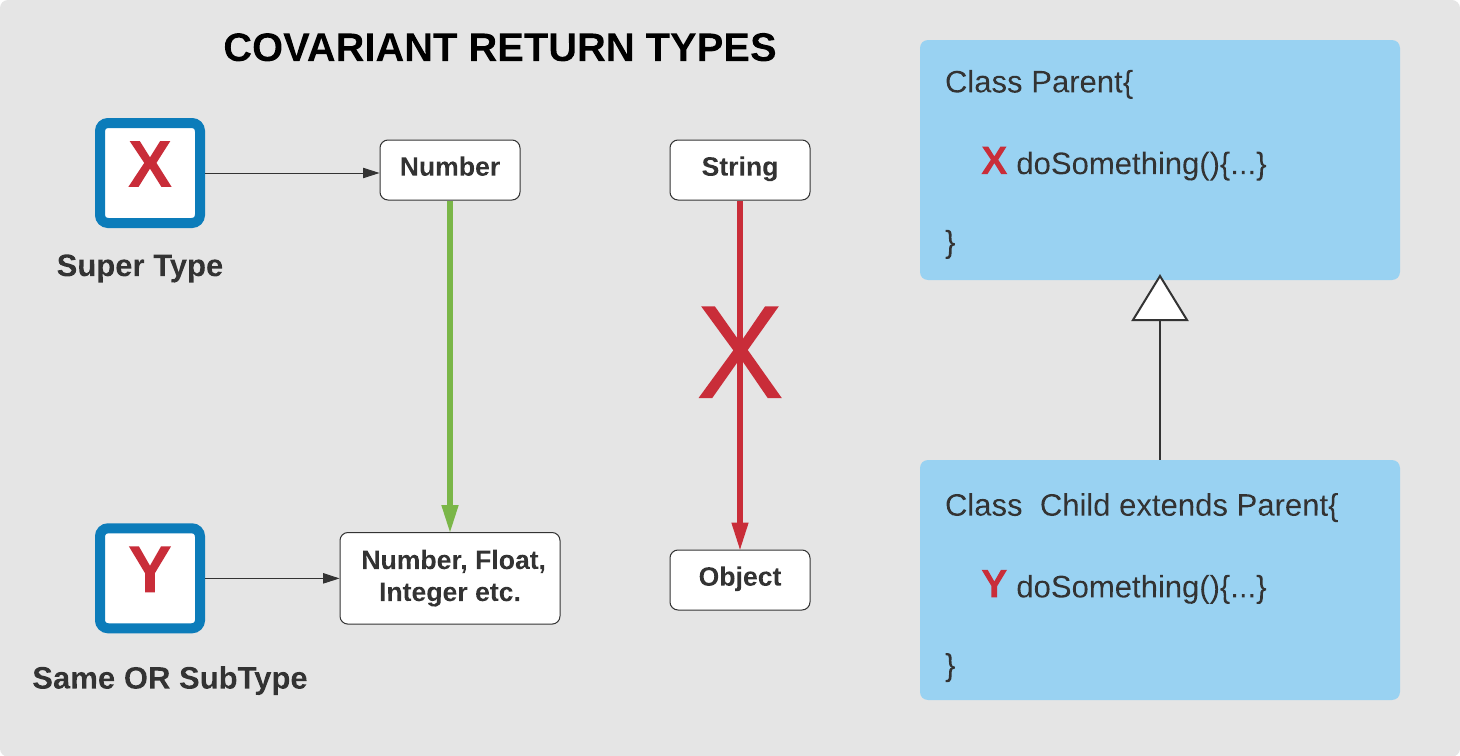 COVARIANT RETURN TYPES
X
Super Type
Number
String
X
Y
Same OR SubType
Number, Float,
Integer etc.
Object
Class Parent{
X doSomething(){...}
}
Class  Child extends Parent{
Y doSomething(){...}
}